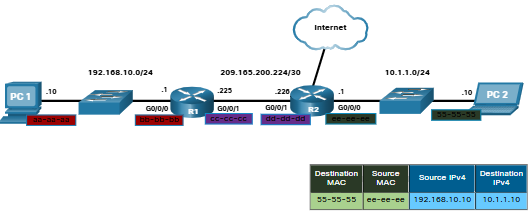 Internet
192.168.10.0/24
209.165.200.224/30
10.1.1.0/24
PC 1
.10
.1
R1
.225
.226
R2
.1
.10
PC 2
G0/0/0
G0/0/1
G0/0/1
G0/0/0
aa-aa-aa
bb-bb-bb
cc-cc-cc
dd-dd-dd
ee-ee-ee
55-55-55
Destination MAC
Source MAC
Source IPv4
Destination IPv4
55-55-55
ee-ee-ee
192.168.10.10
10.1.1.10